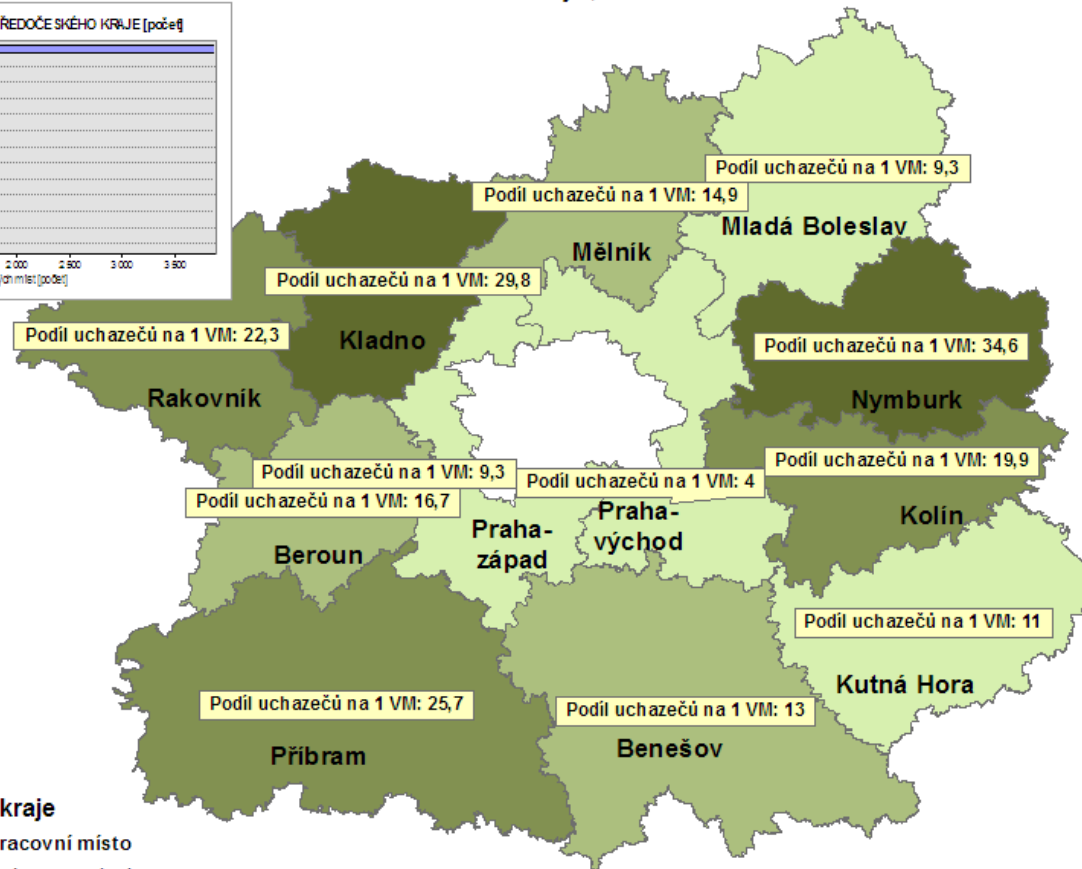 ŘEDOČESKÉHO KRAJE [počet]
2 000 2 500 3 000 3 500
ých míst [počet]
Podíl uchazečů na 1 VM: 9,3
Mladá Boleslav
Podíl uchazečů na 1 VM: 14,9
Mělník
Podíl uchazečů na 1 VM: 29,8
Kladno
Podíl uchazečů na 1 VM: 22,3
Rakovník
Podíl uchazečů na 1 VM: 34,6
Nymburk
Podíl uchazečů na 1 VM: 19,9
Kolín
Podíl uchazečů na 1 VM: 9,3
Podíl uchazečů na 1 VM: 4
Podíl uchazečů na 1 VM: 16,7
Beroun
Praha-
západ
Praha-
východ
Podíl uchazečů na 1 VM: 11
Kutná Hora
Podíl uchazečů na 1 VM: 25,7
Příbram
Podíl uchazečů na 1 VM: 13
Benešov
kraje
racovní místo